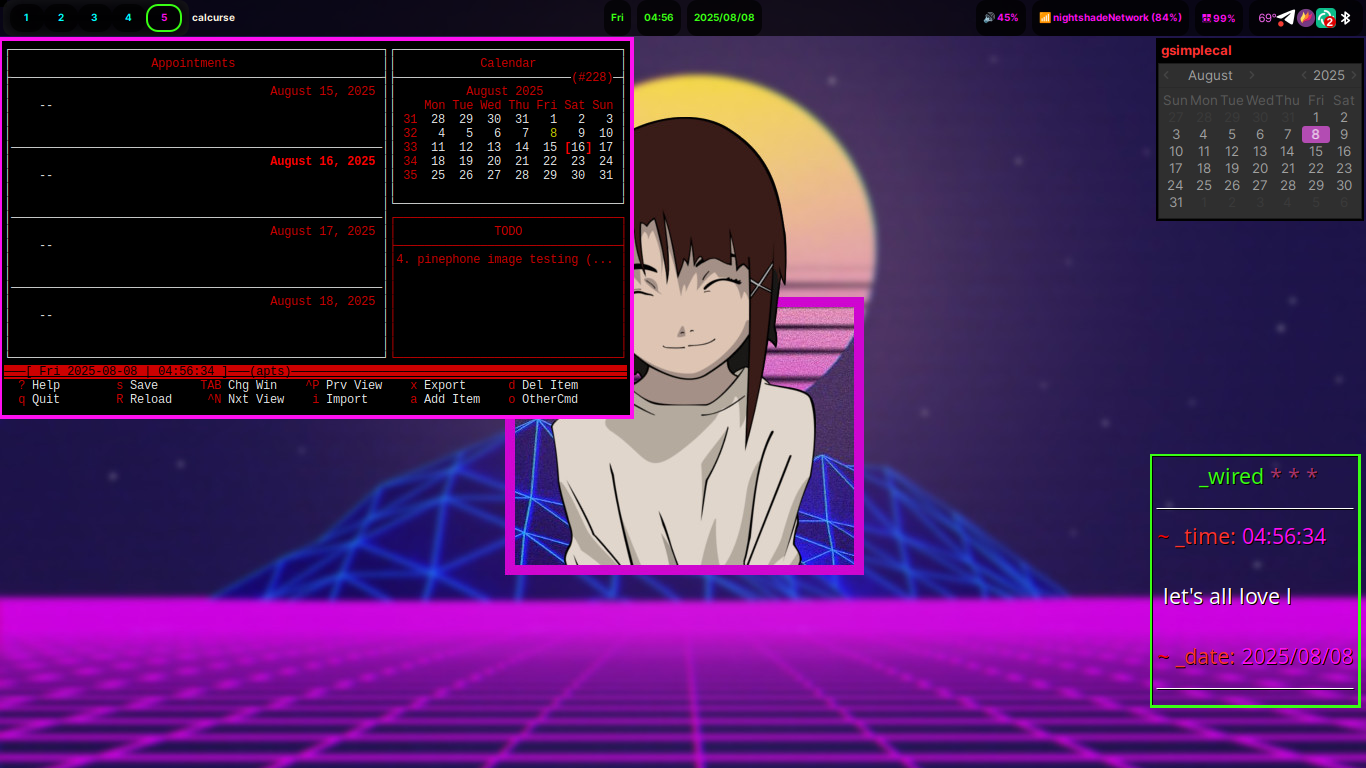 1 2 3 4 5 calcurse Fri 04:56 2025/08/08 45% nightshadeNetwork (84%) 99% 69° 2
Appointments
August 15, 2025
--
August 16, 2025
--
August 17, 2025
--
August 18, 2025
--
Calendar
(#228)
August 2025
Mon Tue Wed Thu Fri Sat Sun
31 28 29 30 31 1 2 3
32 4 5 6 7 8 9 10
33 11 12 13 14 15 [16] 17
34 18 19 20 21 22 23 24
35 25 26 27 28 29 30 31
TODO
4. pinephone image testing (...
[ Fri 2025-08-08 | 04:56:34 ] (apts)
? Help s Save TAB Chg Win ^P Prv View x Export d Del Item
q Quit R Reload ^N Nxt View i Import a Add Item o OtherCmd
gsimplecal
‹ August › ‹ 2025 ›
Sun Mon Tue Wed Thu Fri Sat
27 28 29 30 31 1 2
3 4 5 6 7 8 9
10 11 12 13 14 15 16
17 18 19 20 21 22 23
24 25 26 27 28 29 30
31 1 2 3 4 5 6
_wired * * *
~ _time: 04:56:34
let's all love l
~ _date: 2025/08/08